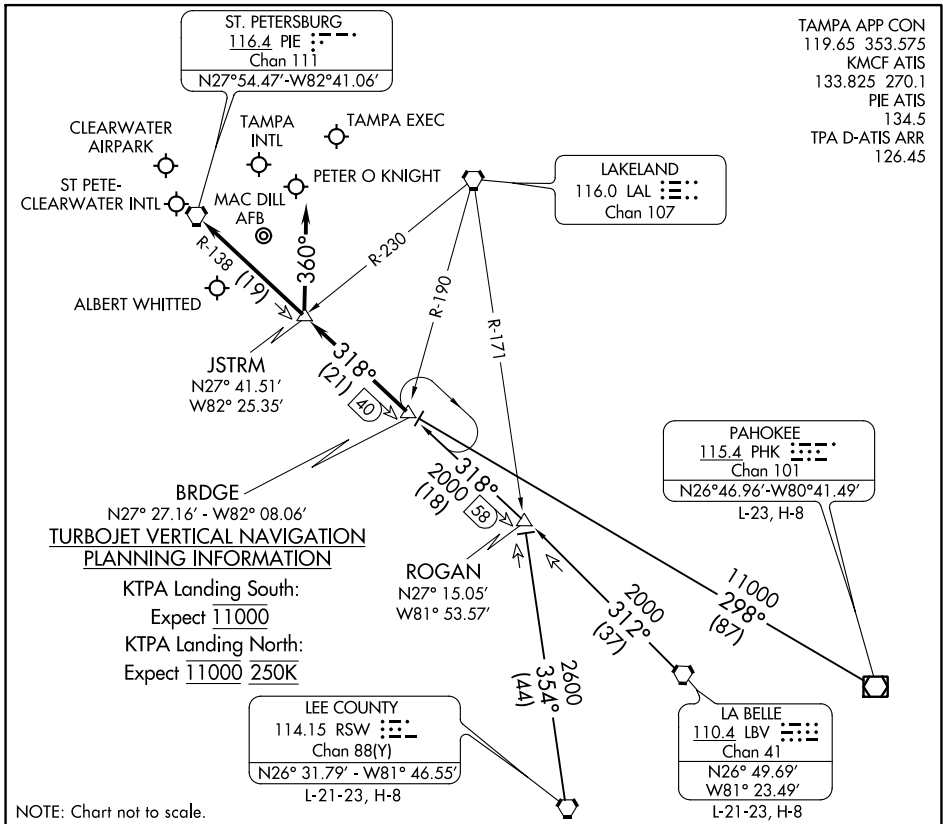 ST. PETERSBURG
116.4 PIE
Chan 111
N27°54.47'-W82°41.06'
TAMPA APP CON
119.65 353.575
KMCF ATIS
133.825 270.1
PIE ATIS
134.5
TPA D-ATIS ARR
126.45
CLEARWATER
AIRPARK
TAMPA
INTL
TAMPA EXEC
ST PETE-
CLEARWATER INTL
MAC DILL
AFB
PETER O KNIGHT
LAKELAND
116.0 LAL
Chan 107
R-138
(19)
360°
R-230
R-190
R-171
ALBERT WHITTED
JSTRM
N27° 41.51'
W82° 25.35'
318°
(21)
40
BRDGE
N27° 27.16' - W82° 08.06'
318°
2000
(18)
58
PAHOKEE
115.4 PHK
Chan 101
N26°46.96'-W80°41.49'
L-23, H-8
TURBOJET VERTICAL NAVIGATION
PLANNING INFORMATION
KTPA Landing South:
Expect 11000
KTPA Landing North:
Expect 11000 250K
ROGAN
N27° 15.05'
W81° 53.57'
11000
298°
(87)
2000
312°
(37)
2600
354°
(44)
LEE COUNTY
114.15 RSW
Chan 88(Y)
N26° 31.79' - W81° 46.55'
L-21-23, H-8
LA BELLE
110.4 LBV
Chan 41
N26° 49.69'
W81° 23.49'
L-21-23, H-8
NOTE: Chart not to scale.